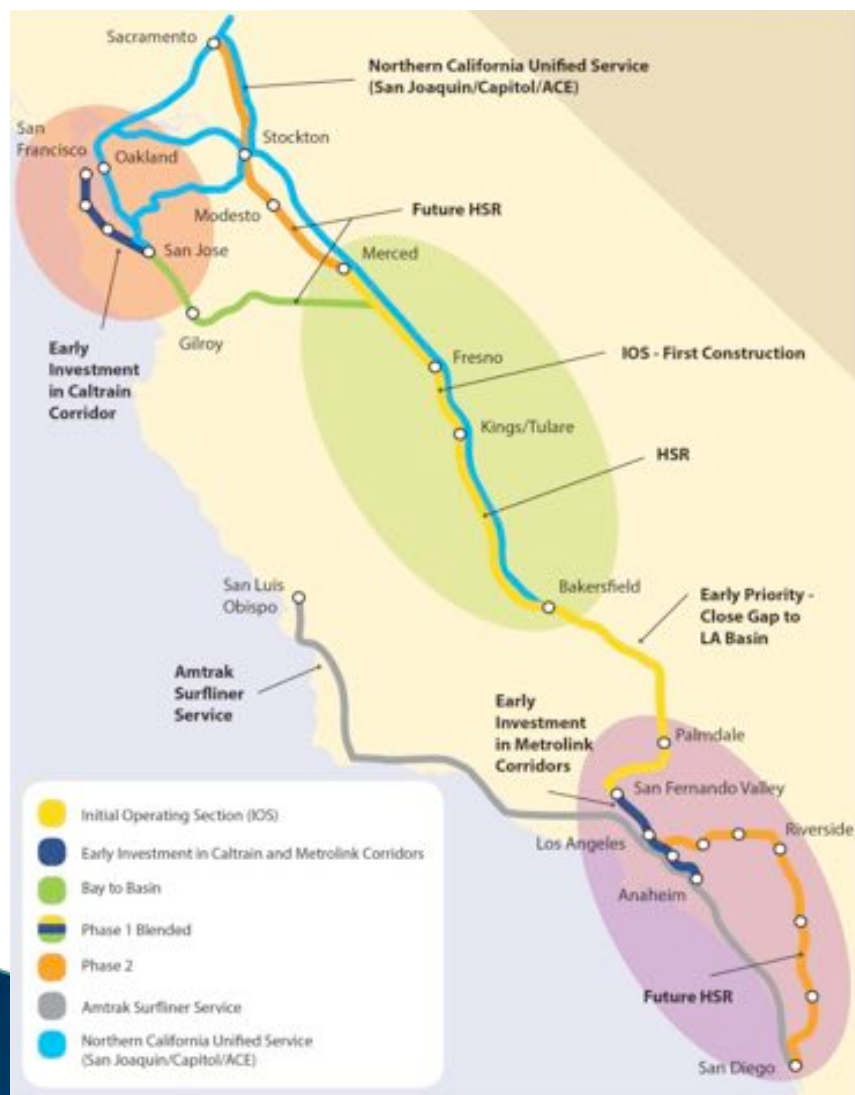 Sacramento
Northern California Unified Service
(San Joaquin/Capitol/ACE)
San
Francisco
Oakland
Stockton
Modesto
Future HSR
San Jose
Merced
Gilroy
Early
Investment
in Caltrain
Corridor
Fresno
IOS - First Construction
Kings/Tulare
HSR
San Luis
Obispo
Bakersfield
Early Priority -
Close Gap to
LA Basin
Amtrak
Surfliner
Service
Early
Investment
in Metrolink
Corridors
Palmdale
San Fernando Valley
Los Angeles
Riverside
Anaheim
Future HSR
San Diego
Initial Operating Section (IOS)
Early Investment in Caltrain and Metrolink Corridors
Bay to Basin
Phase 1 Blended
Phase 2
Amtrak Surfliner Service
Northern California Unified Service
(San Joaquin/Capitol/ACE)